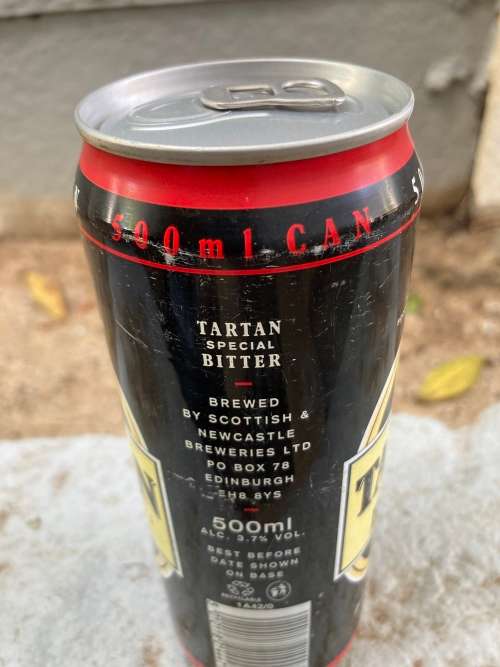 500ml CAN
TARTAN
SPECIAL
BITTER
BREWED
BY SCOTTISH &
NEWCASTLE
BREWERIES LTD
PO BOX 78
EDINBURGH
EH8 8YS
500ml
ALC. 3.7% VOL.
BEST BEFORE
DATE SHOWN
ON BASE
RECYCLABLE